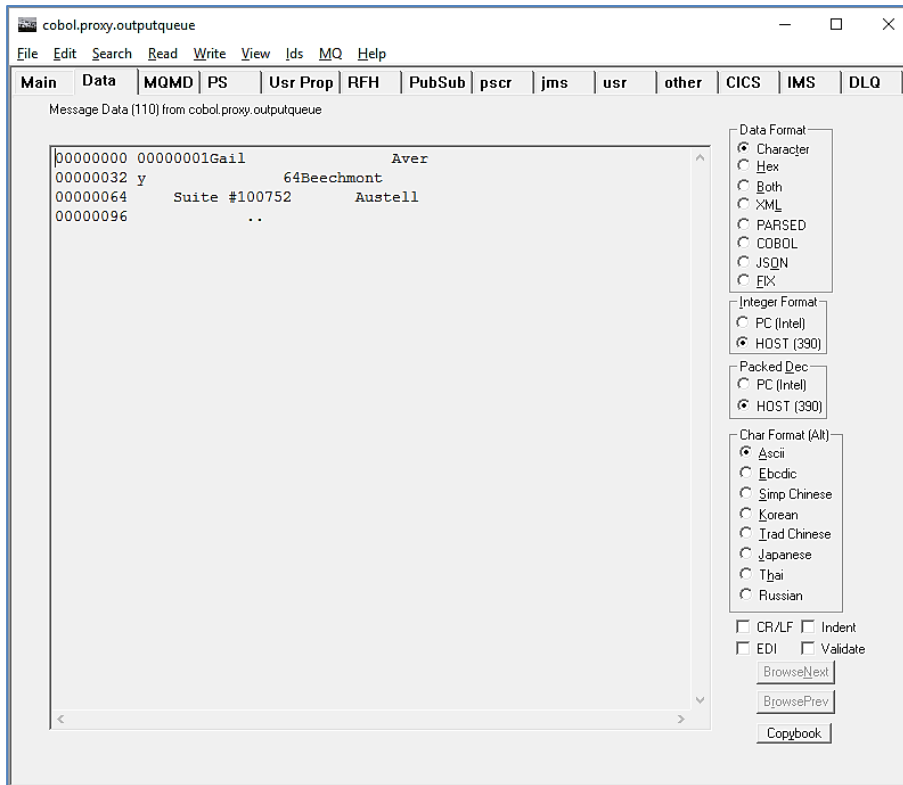 cobol.proxy.outputqueue
File Edit Search Read Write View Ids MQ Help
Main Data MQMD PS Usr Prop RFH PubSub pscr jms usr other CICS IMS DLQ
Message Data (110) from cobol.proxy.outputqueue
00000000 00000001Gail                  Aver
00000032 y                 64Beechmont
00000064     Suite #100752        Austell
00000096               ..
Data Format
Character
Hex
Both
XML
PARSED
COBOL
JSON
FIX
Integer Format
PC (Intel)
HOST (390)
Packed Dec
PC (Intel)
HOST (390)
Char Format (Alt)
Ascii
Ebcdic
Simp Chinese
Korean
Trad Chinese
Japanese
Thai
Russian
CR/LF Indent
EDI Validate
BrowseNext
BrowsePrev
Copybook